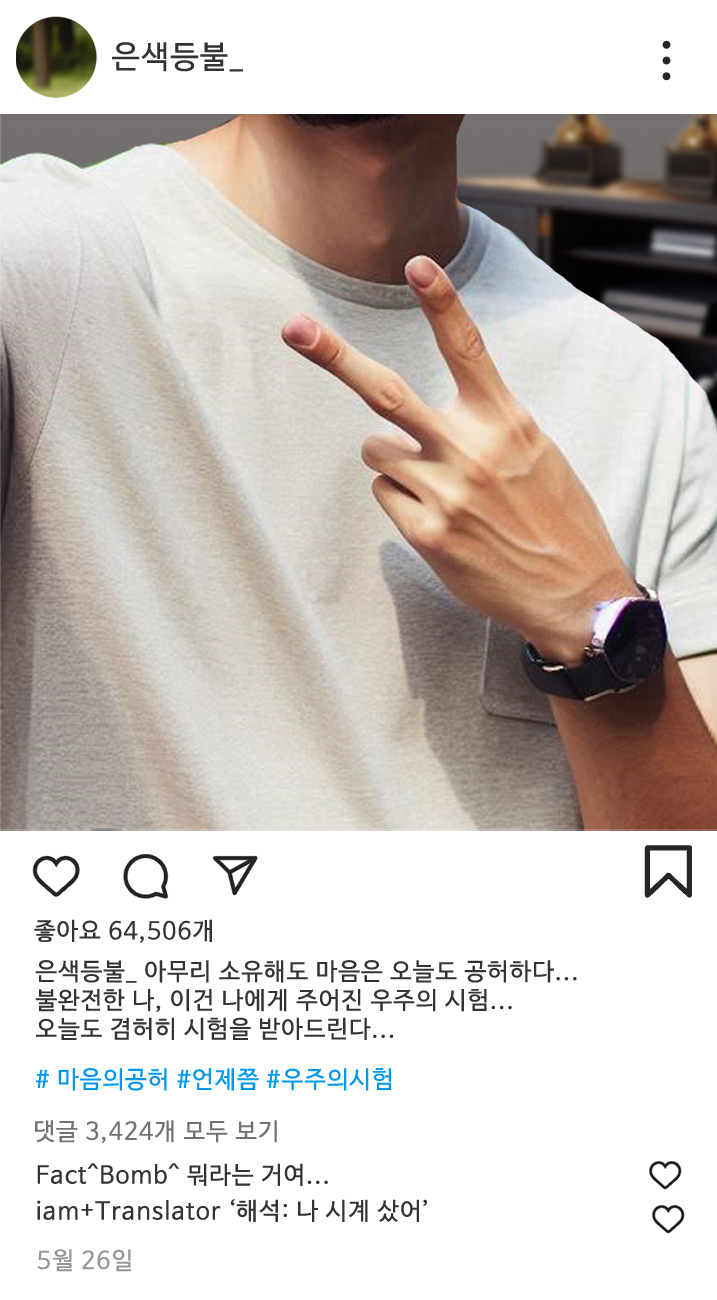 은색등불_
좋아요 64,506개
은색등불_ 아무리 소유해도 마음은 오늘도 공허하다...
불완전한 나, 이건 나에게 주어진 우주의 시험...
오늘도 겸허히 시험을 받아드린다...
# 마음의공허 #언제쯤 #우주의시험
댓글 3,424개 모두 보기
Fact^Bomb^ 뭐라는 거여...
iam+Translator ‘해석: 나 시계 샀어’
5월 26일